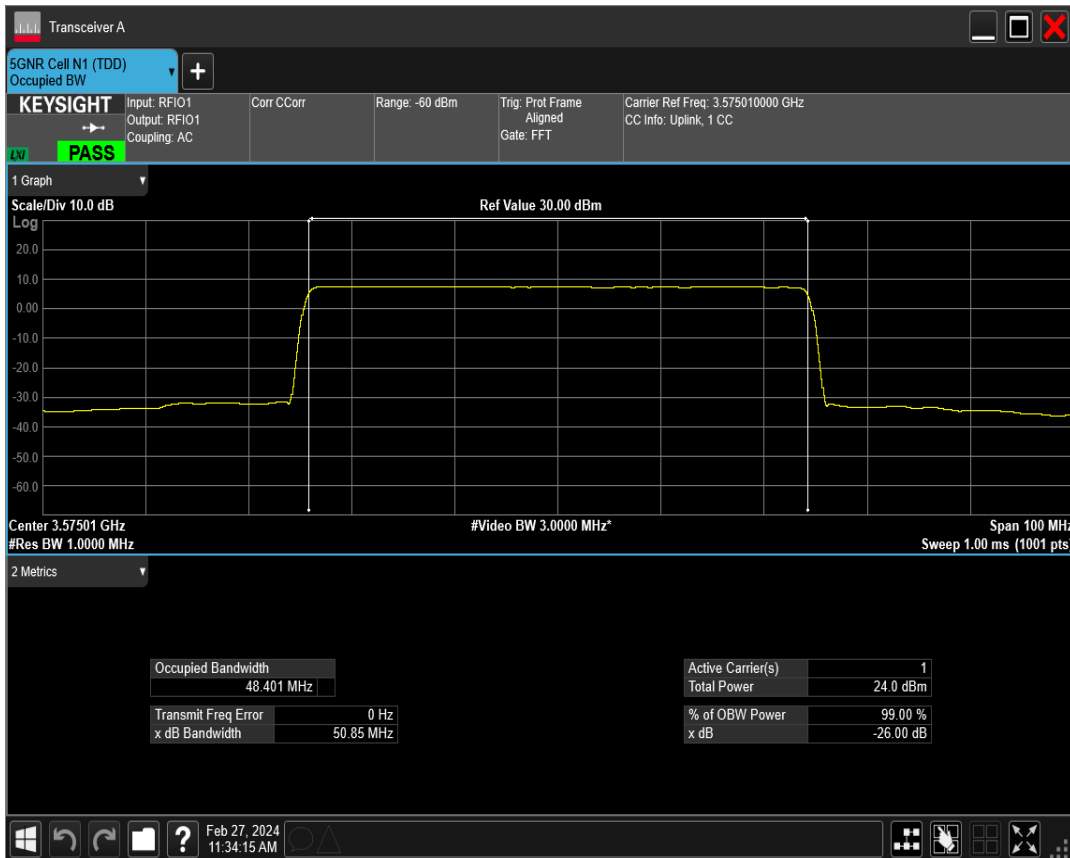 Transceiver A
5GNR Cell N1 (TDD)
Occupied BW
+
KEYSIGHT
LXI
PASS
Input: RFIO1
Output: RFIO1
Coupling: AC
Corr CCorr
Range: -60 dBm
Trig: Prot Frame
Aligned
Gate: FFT
Carrier Ref Freq: 3.575010000 GHz
CC Info: Uplink, 1 CC
1 Graph
Scale/Div 10.0 dB
Ref Value 30.00 dBm
Log
20.0
10.0
0.00
-10.0
-20.0
-30.0
-40.0
-50.0
-60.0
Center 3.57501 GHz
#Video BW 3.0000 MHz*
Span 100 MHz
#Res BW 1.0000 MHz
Sweep 1.00 ms (1001 pts)
2 Metrics
Occupied Bandwidth
48.401 MHz
Transmit Freq Error 0 Hz
x dB Bandwidth 50.85 MHz
Active Carrier(s) 1
Total Power 24.0 dBm
% of OBW Power 99.00 %
x dB -26.00 dB
?
Feb 27, 2024
11:34:15 AM